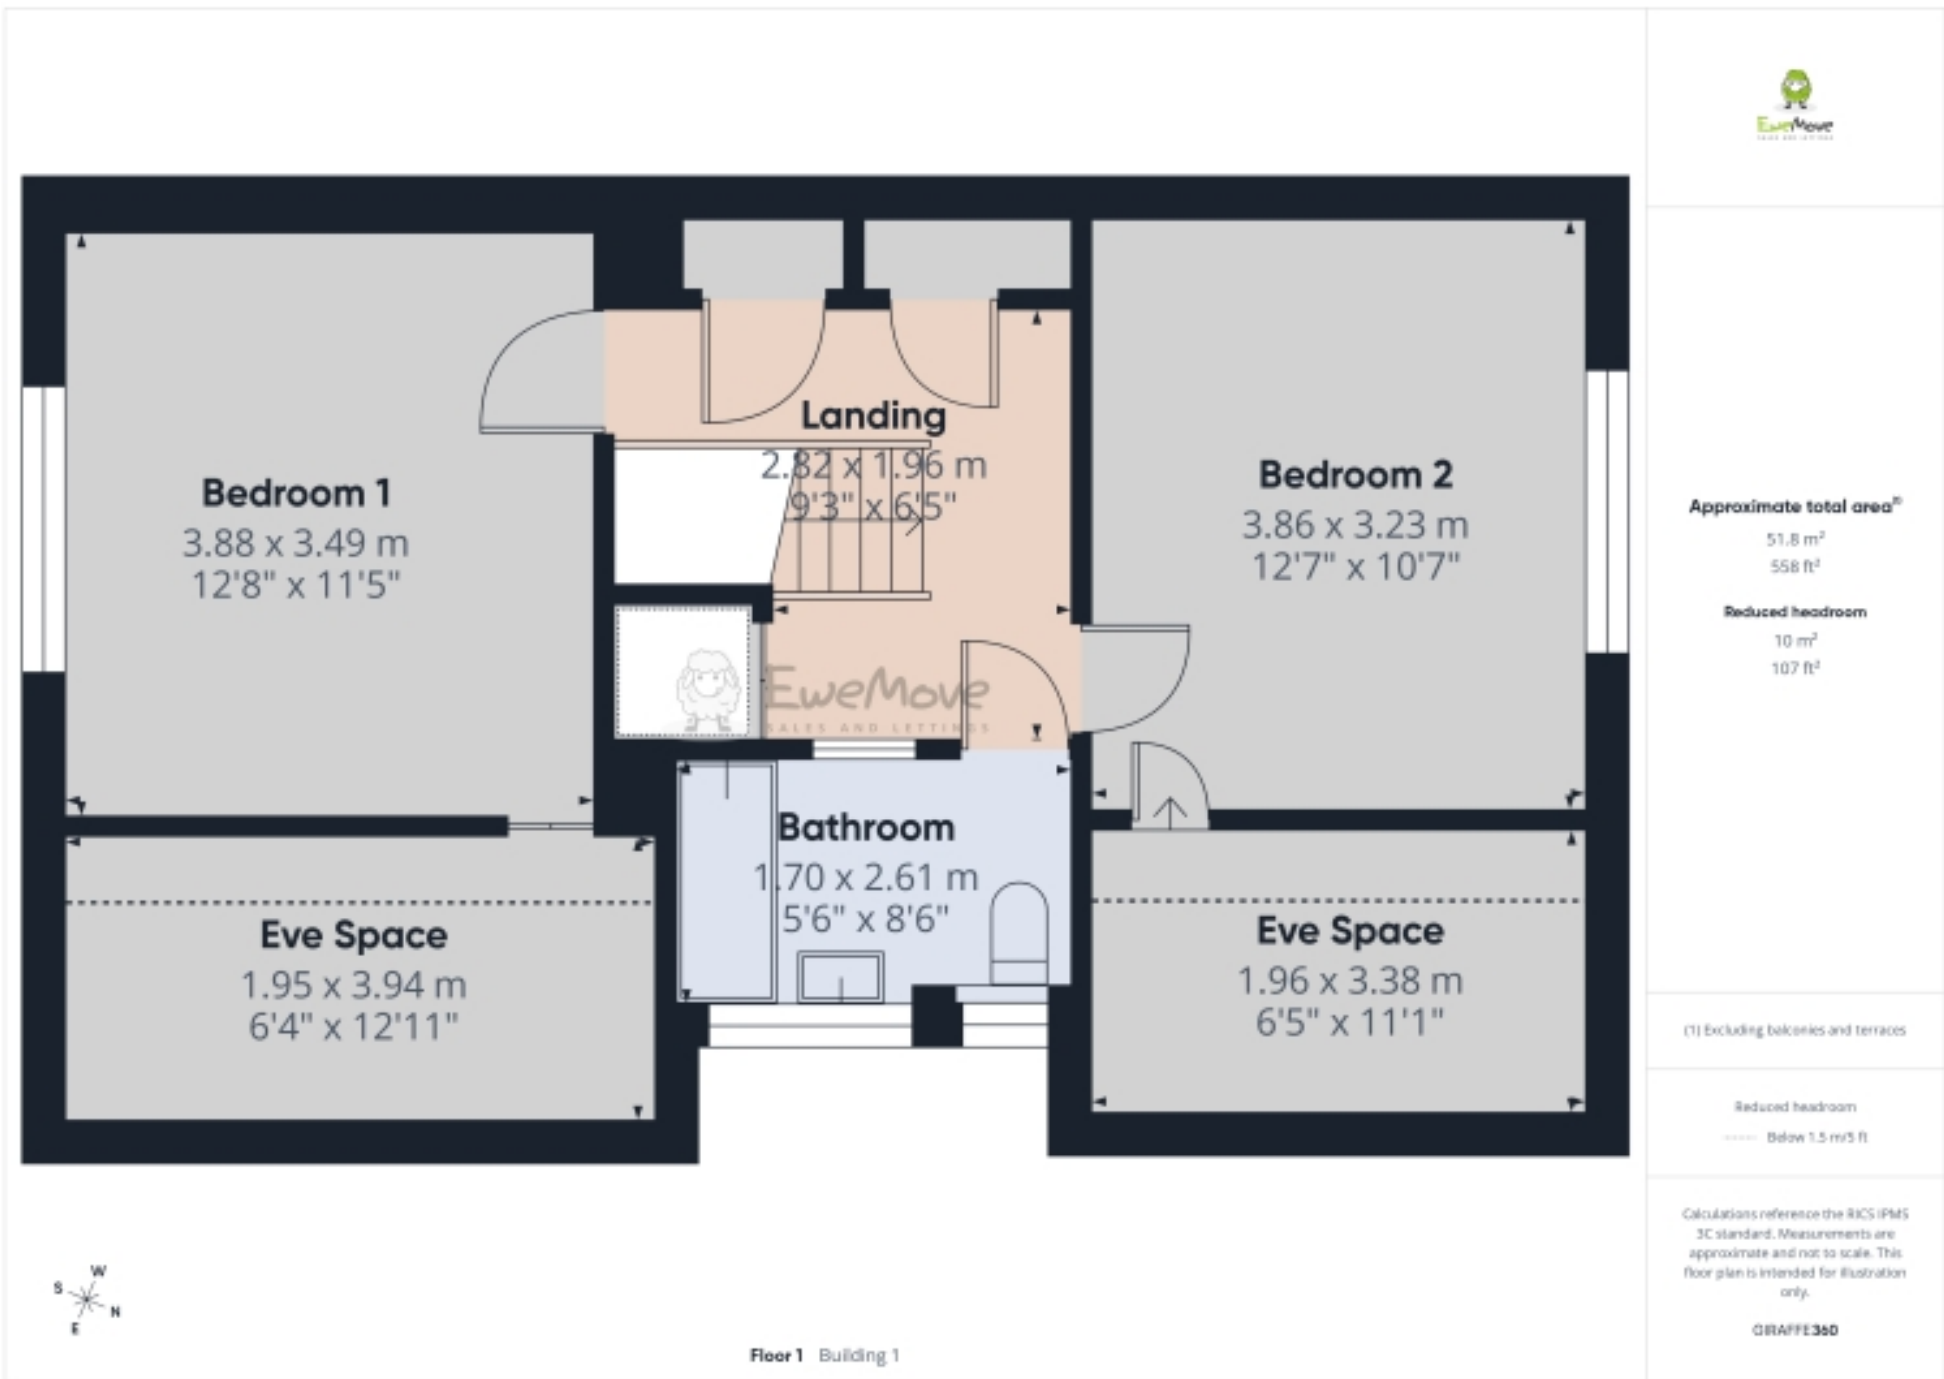 EweMove
Bedroom 1
3.88 x 3.49 m
12'8" x 11'5"
Landing
2.82 x 1.96 m
9'3" x 6'5"
Bedroom 2
3.86 x 3.23 m
12'7" x 10'7"
EweMove
SALES AND LETTINGS
Bathroom
1.70 x 2.61 m
5'6" x 8'6"
Eve Space
1.95 x 3.94 m
6'4" x 12'11"
Eve Space
1.96 x 3.38 m
6'5" x 11'1"
W
S
N
E
Floor 1 Building 1
Approximate total area(1)
51.8 m²
558 ft²
Reduced headroom
10 m²
107 ft²
(1) Excluding balconies and terraces
Reduced headroom
Below 1.5 m/5 ft
Calculations reference the RICS IPMS
3C standard. Measurements are
approximate and not to scale. This
floor plan is intended for illustration
only.
GIRAFFE360